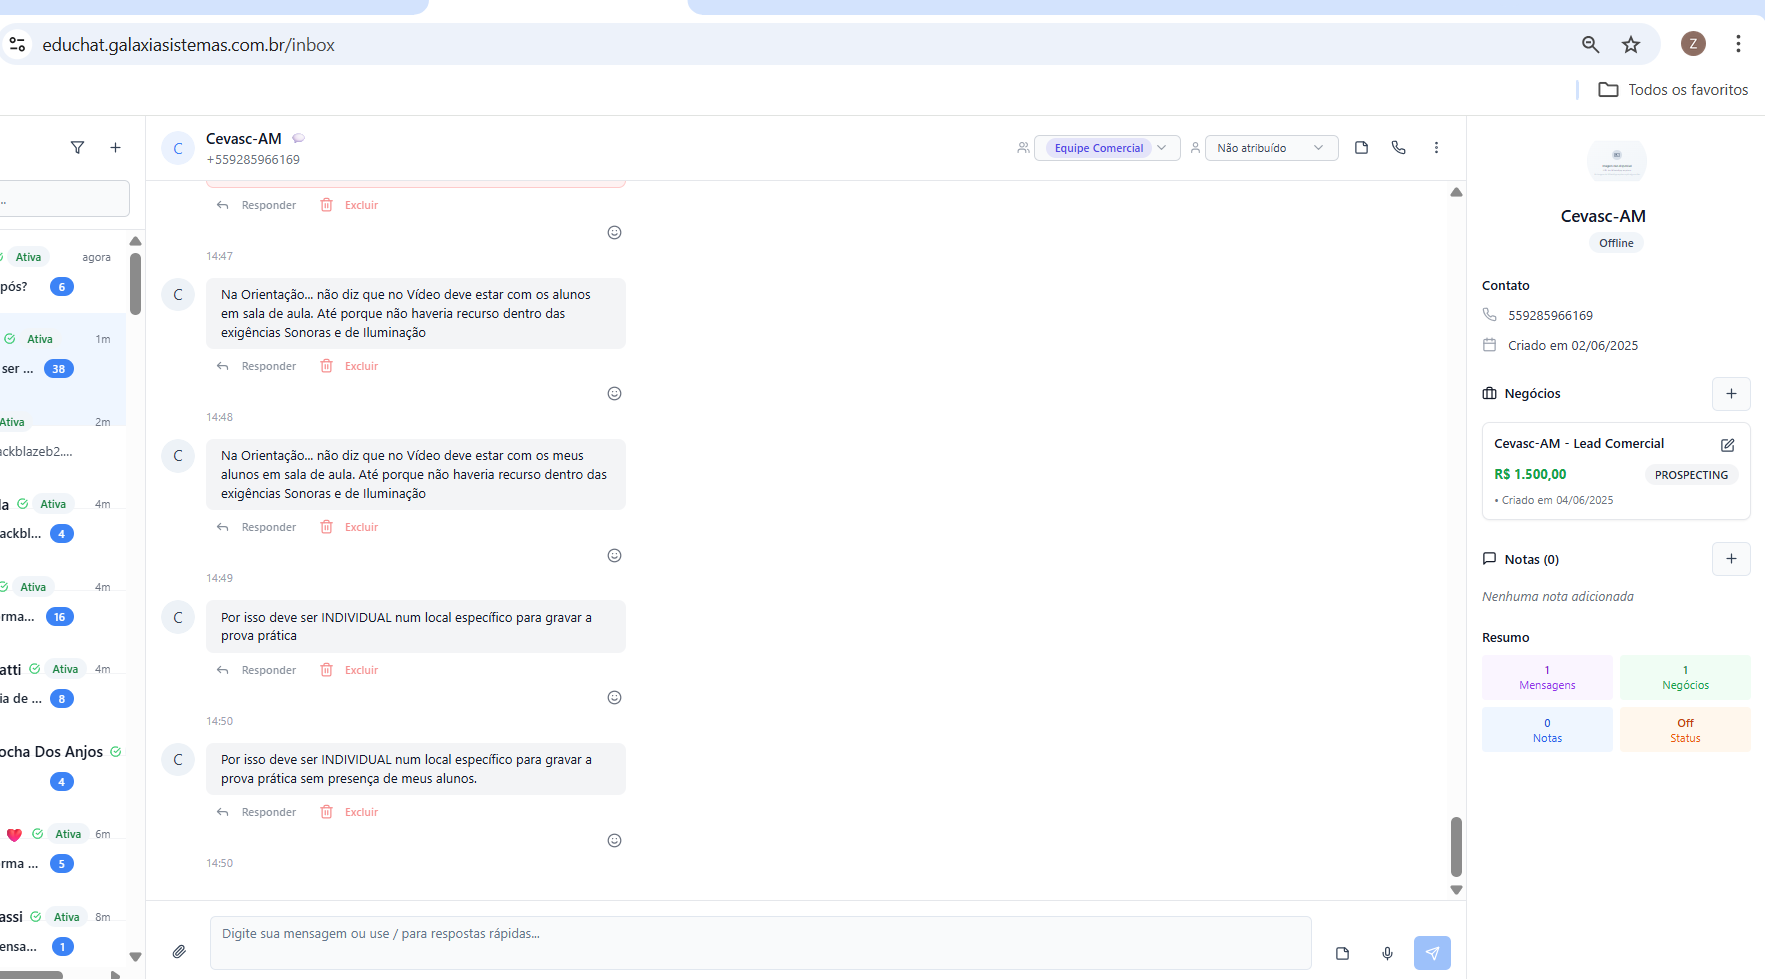 educhat.galaxiasistemas.com.br/inbox
Z
Todos os favoritos
...
Ativa
agora
pós?
6
Ativa
1m
ser ...
38
Ativa
2m
ackblazeb2....
la
Ativa
4m
ackbl...
4
Ativa
4m
rma...
16
atti
Ativa
4m
ia de ...
8
ocha Dos Anjos
4
Ativa
6m
rma ...
5
assi
Ativa
8m
ensa...
1
C
Cevasc-AM
+559285966169
Equipe Comercial
Não atribuído
Responder
Excluir
14:47
C
Na Orientação... não diz que no Vídeo deve estar com os alunos
em sala de aula. Até porque não haveria recurso dentro das
exigências Sonoras e de Iluminação
Responder
Excluir
14:48
C
Na Orientação... não diz que no Vídeo deve estar com os meus
alunos em sala de aula. Até porque não haveria recurso dentro das
exigências Sonoras e de Iluminação
Responder
Excluir
14:49
C
Por isso deve ser INDIVIDUAL num local específico para gravar a
prova prática
Responder
Excluir
14:50
C
Por isso deve ser INDIVIDUAL num local específico para gravar a
prova prática sem presença de meus alunos.
Responder
Excluir
14:50
Digite sua mensagem ou use / para respostas rápidas...
Cevasc-AM
Offline
Contato
559285966169
Criado em 02/06/2025
Negócios
Cevasc-AM - Lead Comercial
R$ 1.500,00
PROSPECTING
• Criado em 04/06/2025
Notas (0)
Nenhuma nota adicionada
Resumo
1
Mensagens
1
Negócios
0
Notas
Off
Status